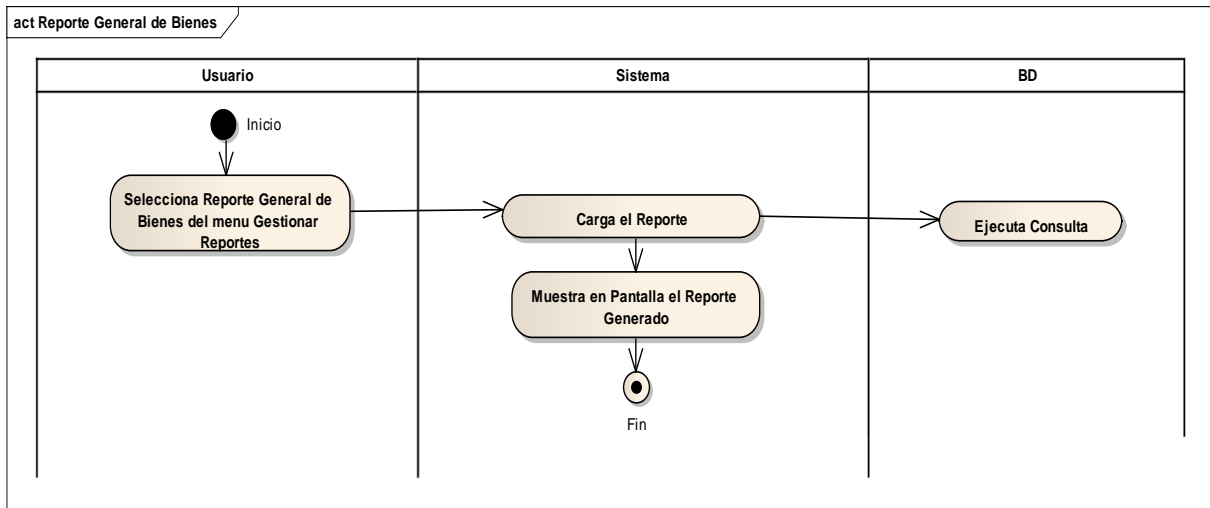 act Reporte General de Bienes
Usuario
Sistema
BD
Inicio
Selecciona Reporte General de
Bienes del menu Gestionar
Reportes
Carga el Reporte
Ejecuta Consulta
Muestra en Pantalla el Reporte
Generado
Fin